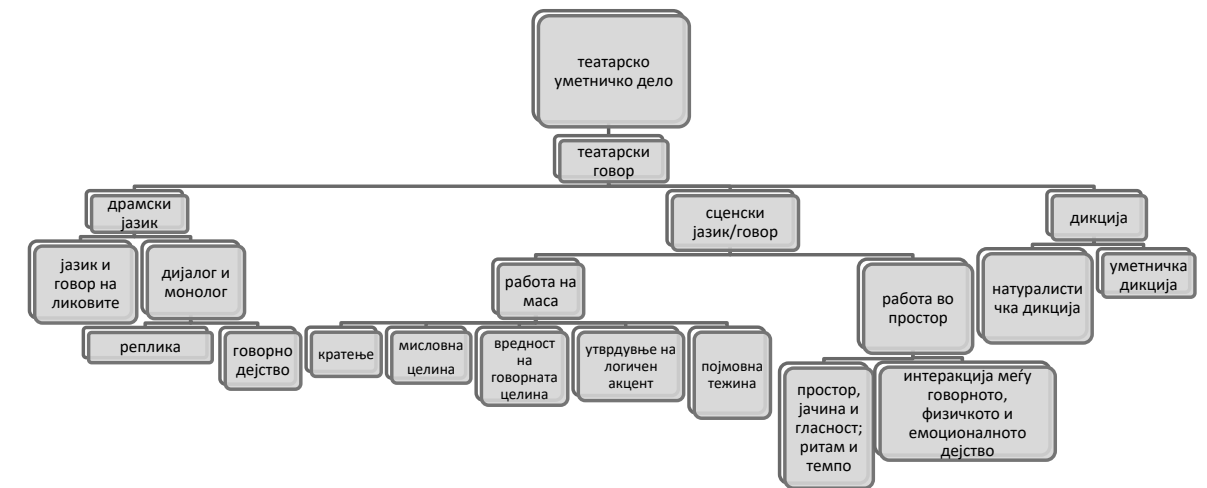 театарско
уметничко дело
театарски
говор
драмски
јазик
сценски
јазик/говор
дикција
јазик и
говор на
ликовите
дијалог и
монолог
работа на
маса
работа во
простор
натуралисти
чка дикција
уметничка
дикција
реплика
говорно
дејство
кратење
мисловна
целина
вредност
на
говорната
целина
утврдувње на
логичен
акцент
појмовна
тежина
простор,
јачина и
гласност;
ритам и
темпо
интеракција меѓу
говорното,
физичкото и
емоционалното
дејство